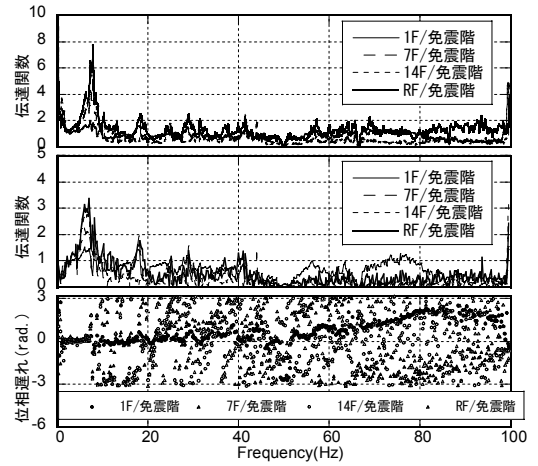 10
8
6
4
2
0
伝達関数
1F/免震階
7F/免震階
14F/免震階
RF/免震階
5
4
3
2
1
0
伝達関数
1F/免震階
7F/免震階
14F/免震階
RF/免震階
3
0
-3
-6
位相遅れ(rad.)
1F/免震階 7F/免震階 14F/免震階 RF/免震階
0 20 40 60 80 100
Frequency(Hz)